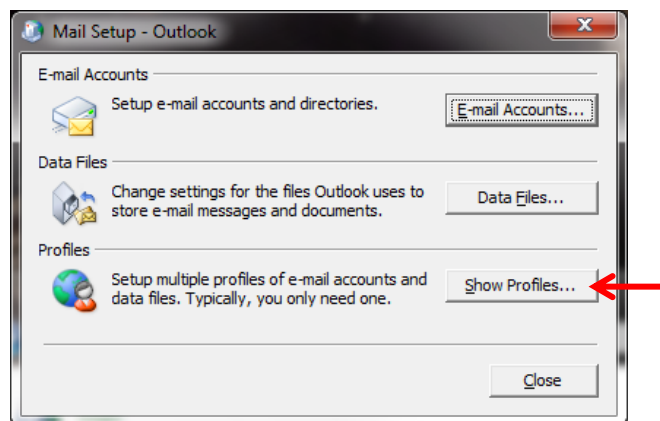 Mail Setup - Outlook
E-mail Accounts
Setup e-mail accounts and directories.
E-mail Accounts...
Data Files
Change settings for the files Outlook uses to
store e-mail messages and documents.
Data Files...
Profiles
Setup multiple profiles of e-mail accounts and
data files. Typically, you only need one.
Show Profiles...
Close